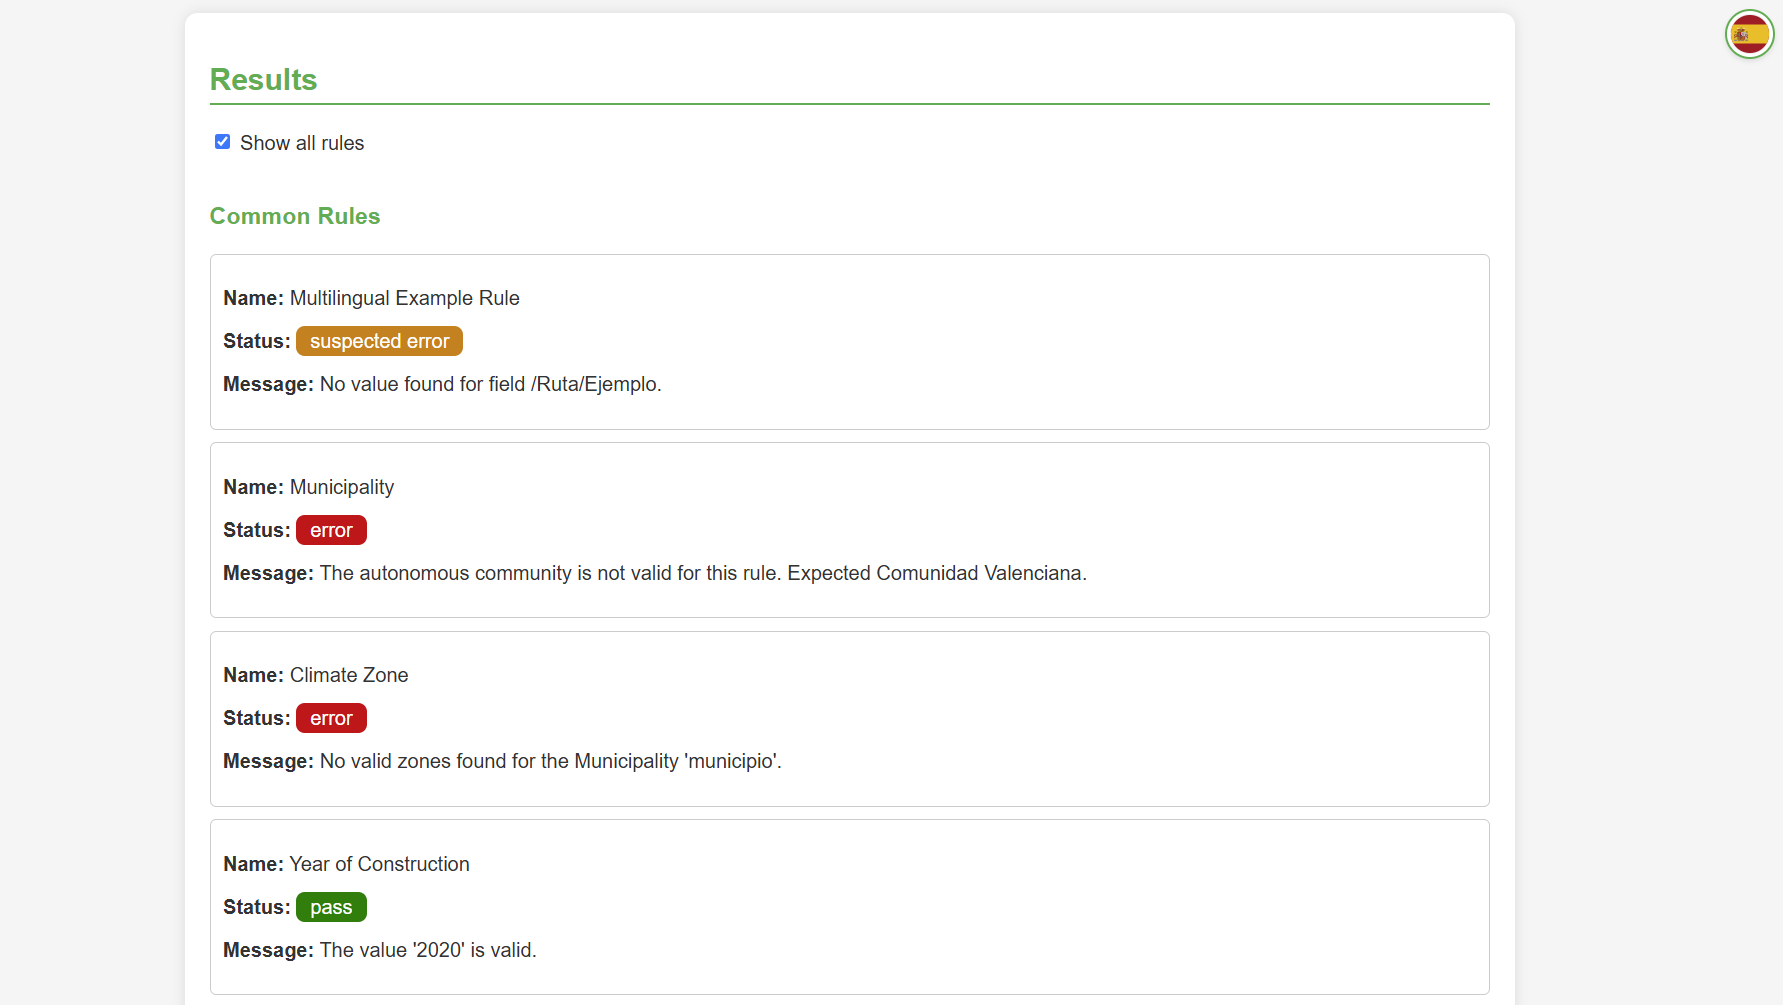 Results
Show all rules
Common Rules
Name: Multilingual Example Rule
Status: suspected error
Message: No value found for field /Ruta/Ejemplo.
Name: Municipality
Status: error
Message: The autonomous community is not valid for this rule. Expected Comunidad Valenciana.
Name: Climate Zone
Status: error
Message: No valid zones found for the Municipality 'municipio'.
Name: Year of Construction
Status: pass
Message: The value '2020' is valid.